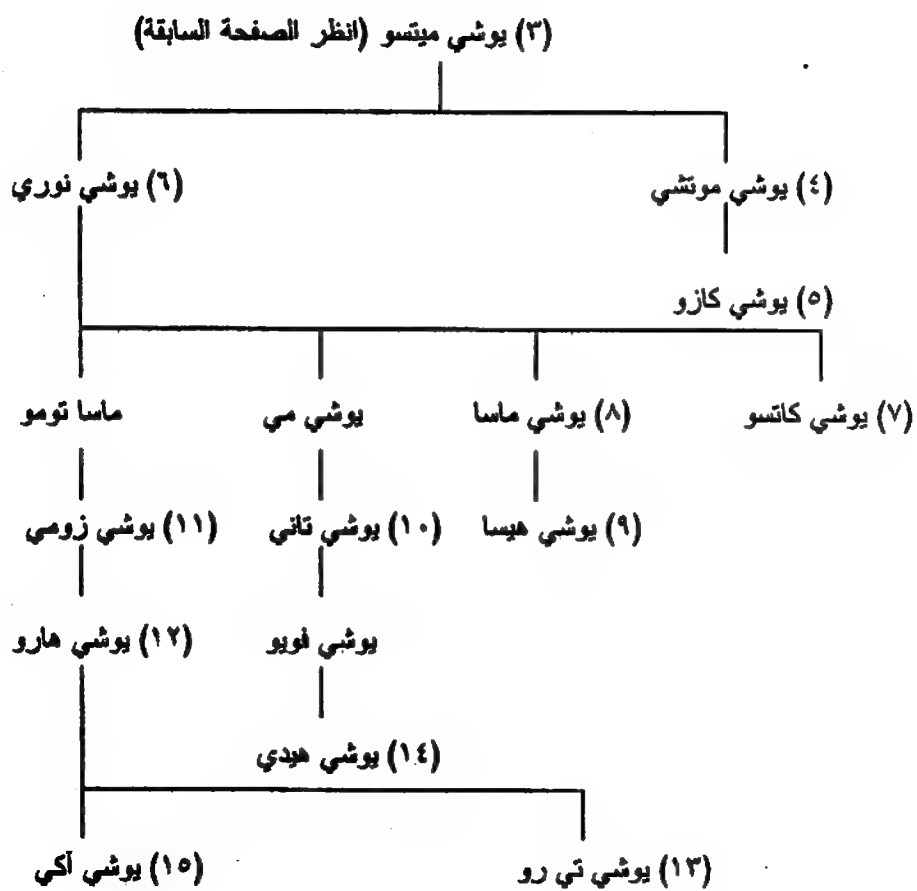 (٣) يوشي ميتسو (انظر الصفحة السابقة)
(٤) يوشي موتشي
(٦) يوشي نوري
(٥) يوشي كازو
(٧) يوشي كاتسو
(٨) يوشي ماسا
يوشي مي
ماسا تومو
(٩) يوشي هيسا
(١٠) يوشي تاني
(١١) يوشي زومي
يوشي فويو
(١٢) يوشي هارو
(١٤) يوشي هيدي
(١٣) يوشي تي رو
(١٥) يوشي آكي